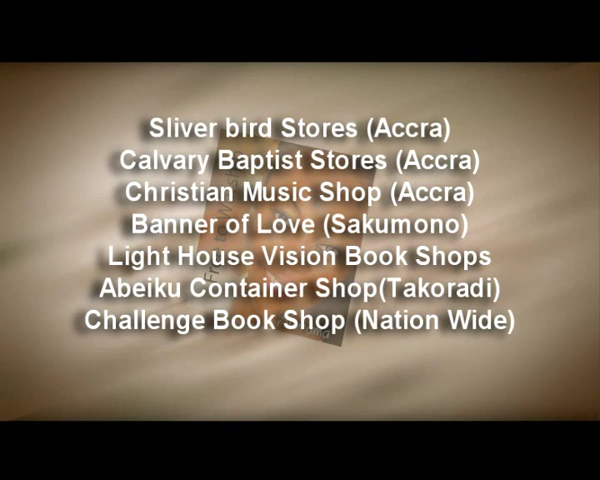 Sliver bird Stores (Accra)
Calvary Baptist Stores (Accra)
Christian Music Shop (Accra)
Banner of Love (Sakumono)
Light House Vision Book Shops
Abeiku Container Shop(Takoradi)
Challenge Book Shop (Nation Wide)